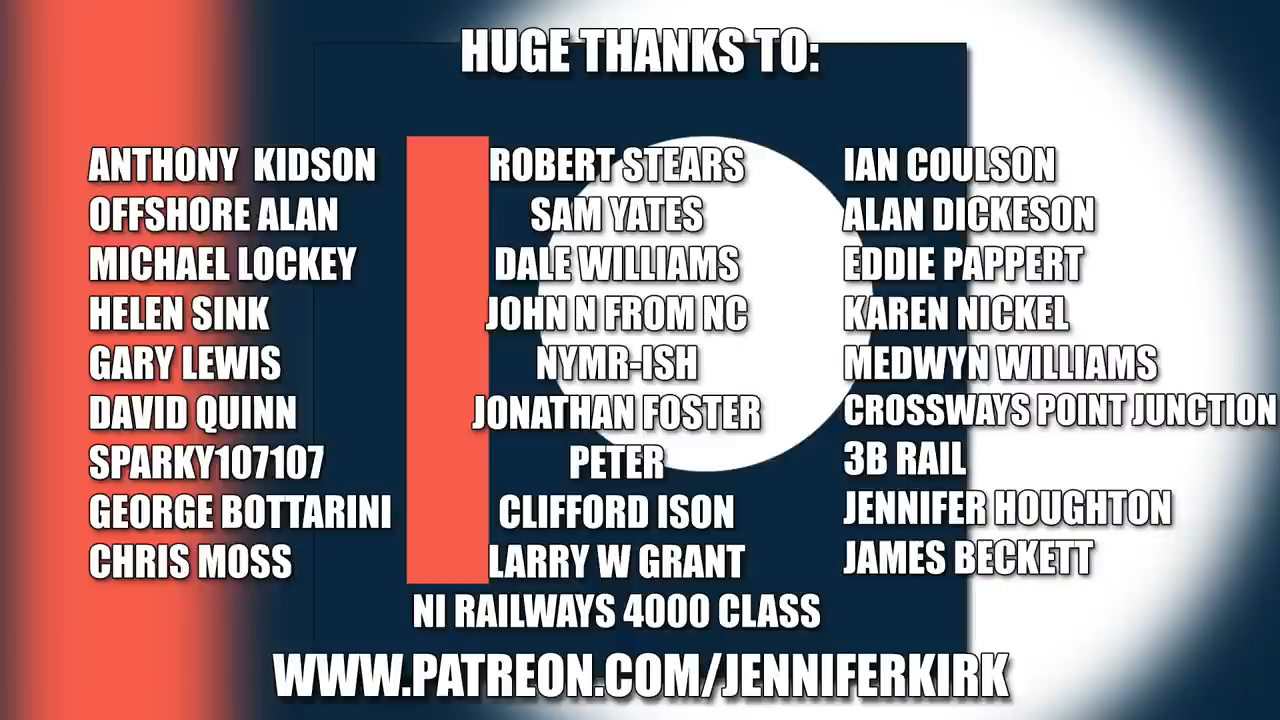 HUGE THANKS TO:
ANTHONY KIDSON
OFFSHORE ALAN
MICHAEL LOCKEY
HELEN SINK
GARY LEWIS
DAVID QUINN
SPARKY107107
GEORGE BOTTARINI
CHRIS MOSS
ROBERT STEARS
SAM YATES
DALE WILLIAMS
JOHN N FROM NC
NYMR-ISH
JONATHAN FOSTER
PETER
CLIFFORD ISON
LARRY W GRANT
NI RAILWAYS 4000 CLASS
IAN COULSON
ALAN DICKESON
EDDIE PAPPERT
KAREN NICKEL
MEDWYN WILLIAMS
CROSSWAYS POINT JUNCTION
3B RAIL
JENNIFER HOUGHTON
JAMES BECKETT
WWW.PATREON.COM/JENNIFERKIRK